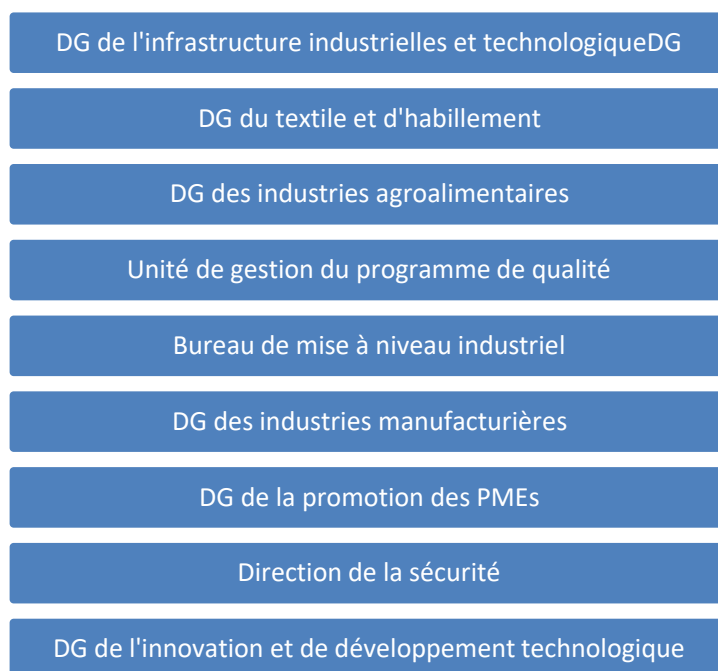 DG de l'infrastructure industrielles et technologiqueDG
DG du textile et d'habillement
DG des industries agroalimentaires
Unité de gestion du programme de qualité
Bureau de mise à niveau industriel
DG des industries manufacturières
DG de la promotion des PMEs
Direction de la sécurité
DG de l'innovation et de développement technologique